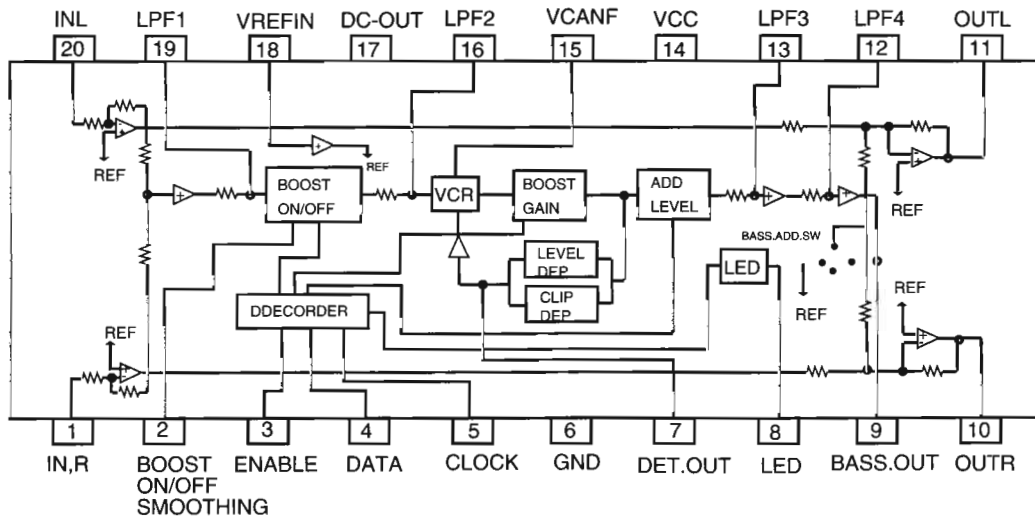 INL LPF1 VREFIN DC-OUT LPF2 VCANF VCC LPF3 LPF4 OUTL
20 19 18 17 16 15 14 13 12 11
REF
REF
BOOST
ON/OFF
VCR
BOOST
GAIN
ADD
LEVEL
REF
BASS.ADD.SW
LEVEL
DEP
CLIP
DEP
LED
DDECORDER
REF
REF
REF
1 2 3 4 5 6 7 8 9 10
IN,R BOOST ENABLE DATA CLOCK GND DET.OUT LED BASS.OUT OUTR
ON/OFF
SMOOTHING